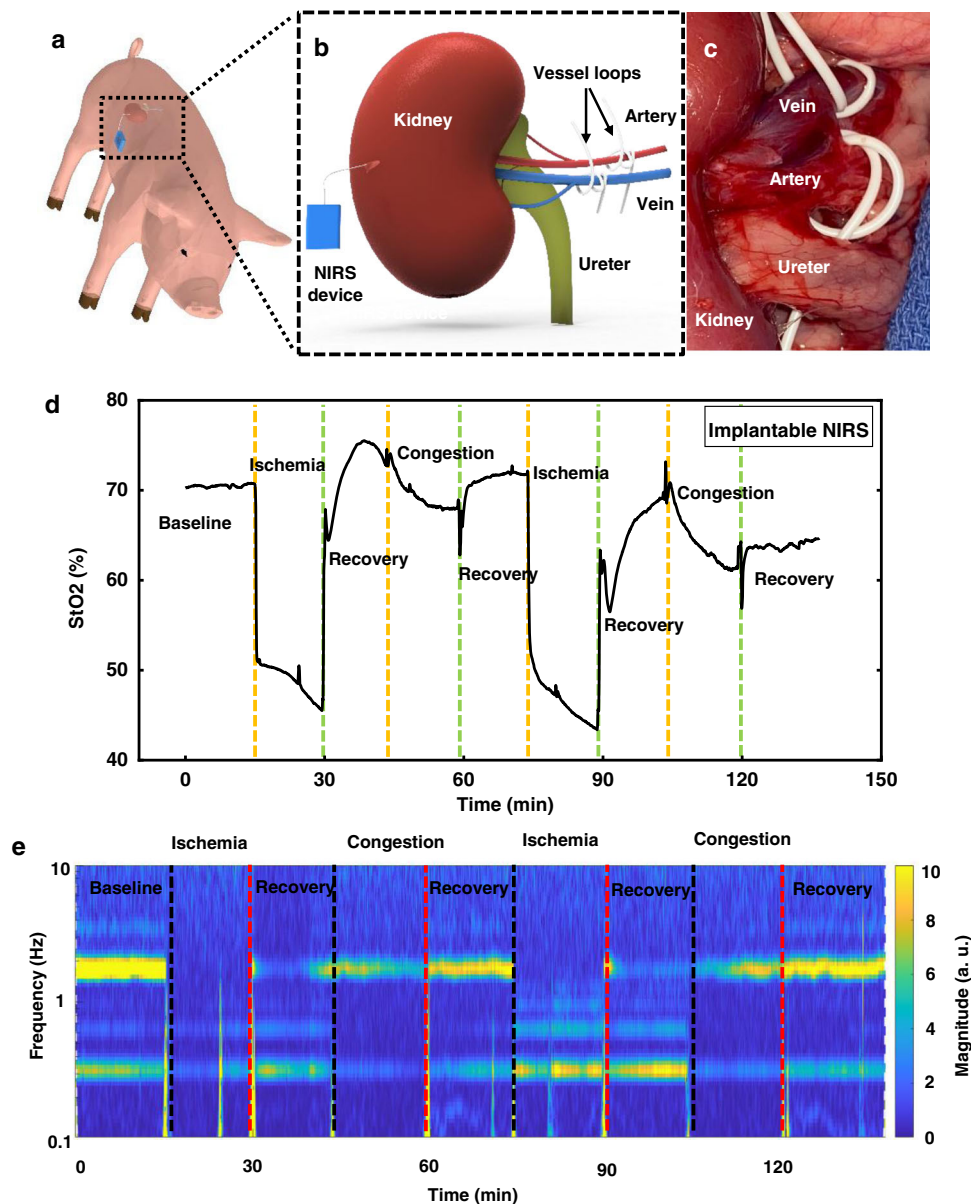 a
b
Vessel loops
Artery
Kidney
Vein
NIRS
device
Ureter
c
Vein
Artery
Ureter
Kidney
d
80
70
60
50
40
StO2 (%)
Implantable NIRS
Baseline
Ischemia
Recovery
Congestion
Recovery
Ischemia
Recovery
Congestion
Recovery
0 30 60 90 120 150
Time (min)
e
Ischemia Congestion Ischemia Congestion
Baseline Recovery Recovery Recovery Recovery
10
1
0.1
Frequency (Hz)
0 30 60 90 120
Time (min)
10
8
6
4
2
0
Magnitude (a. u.)